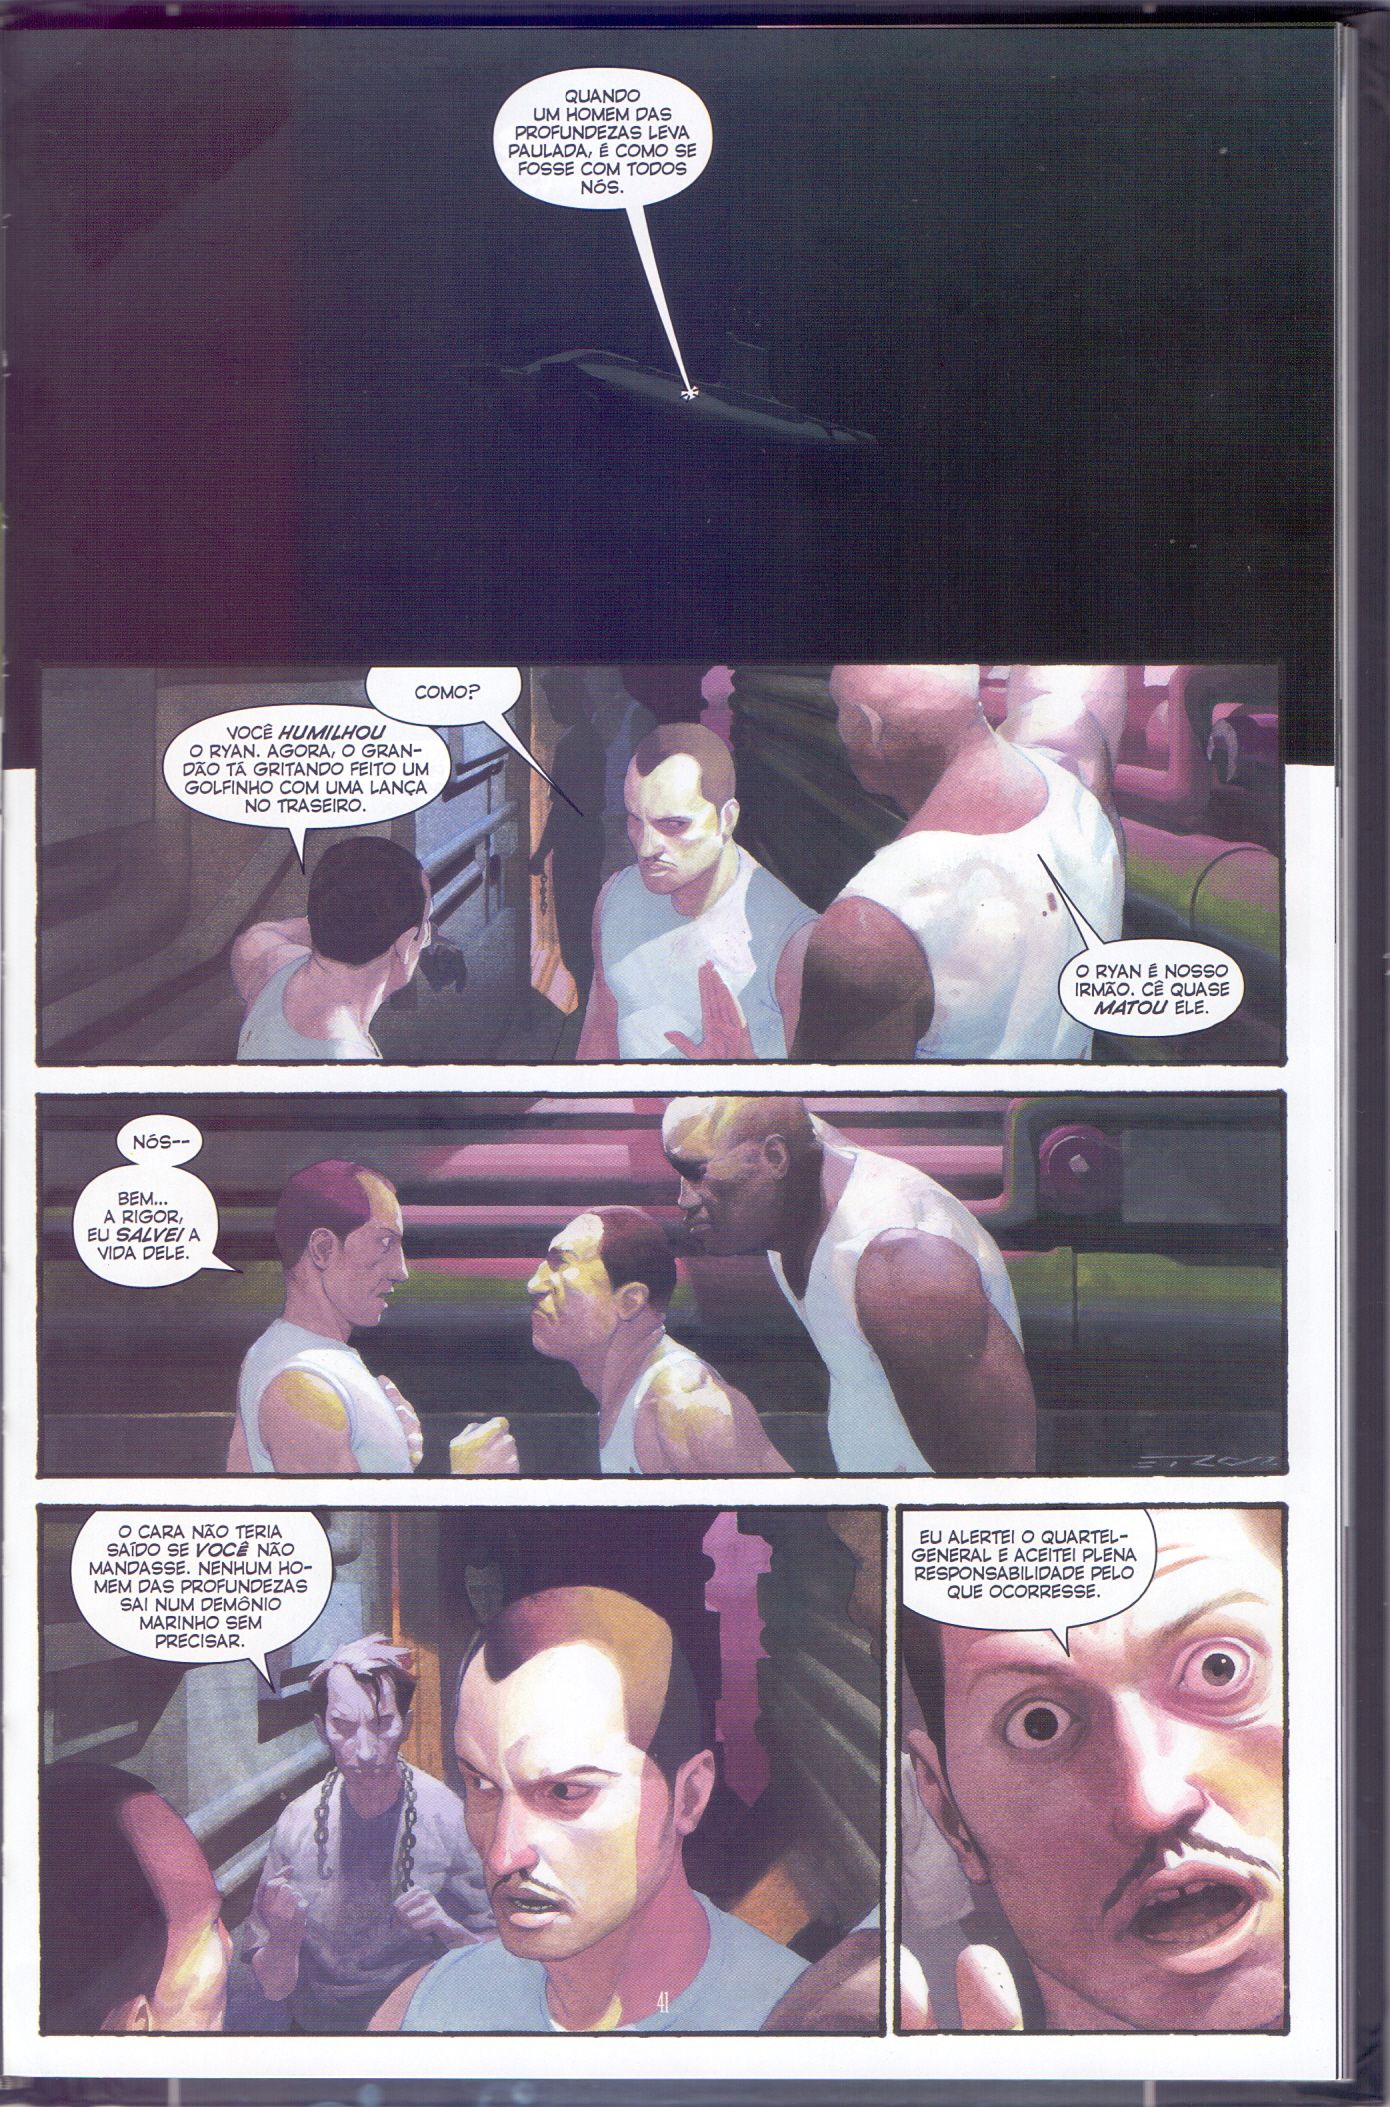 QUANDO
UM HOMEM DAS
PROFUNDEZAS LEVA
PAULADA, É COMO SE
FOSSE COM TODOS
NÓS.
VOCÊ HUMILHOU
O RYAN. AGORA, O GRAN-
DÃO TÁ GRITANDO FEITO UM
GOLFINHO COM UMA LANÇA
NO TRASEIRO.
COMO?
O RYAN É NOSSO
IRMÃO. CÊ QUASE
MATOU ELE.
NÓS--
BEM...
A RIGOR,
EU SALVEI A
VIDA DELE.
O CARA NÃO TERIA
SAÍDO SE VOCÊ NÃO
MANDASSE. NENHUM HO-
MEM DAS PROFUNDEZAS
SAI NUM DEMÔNIO
MARINHO SEM
PRECISAR.
EU ALERTEI O QUARTEL-
GENERAL E ACEITEI PLENA
RESPONSABILIDADE PELO
QUE OCORRESSE.
41